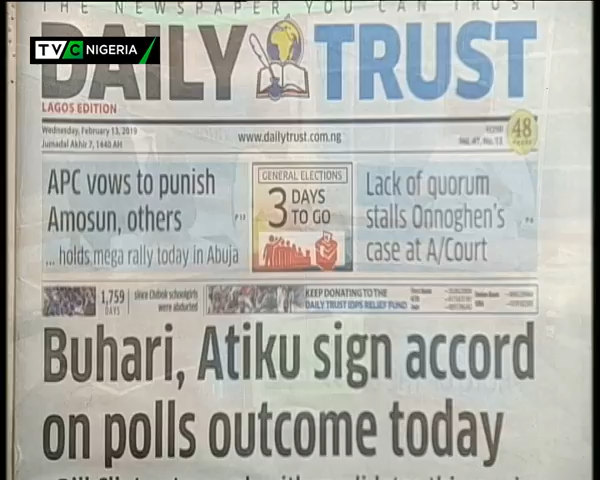 THE NEWSPAPER, YOU CAN TRUST
TVC NIGERIA
DAILY TRUST
LAGOS EDITION
Wednesday, February 13, 2019
Jumadal Akhir 7, 1440 AH
www.dailytrust.com.ng
48
PAGES
APC vows to punish
Amosun, others
P12
... holds mega rally today in Abuja
GENERAL ELECTIONS
3 DAYS
TO GO
Lack of quorum
stalls Onnoghen's
case at A/Court
1,759
DAYS
since Chibok schoolgirls
were abducted
KEEP DONATING TO THE
DAILY TRUST IDPS RELIEF FUND
Buhari, Atiku sign accord
on polls outcome today